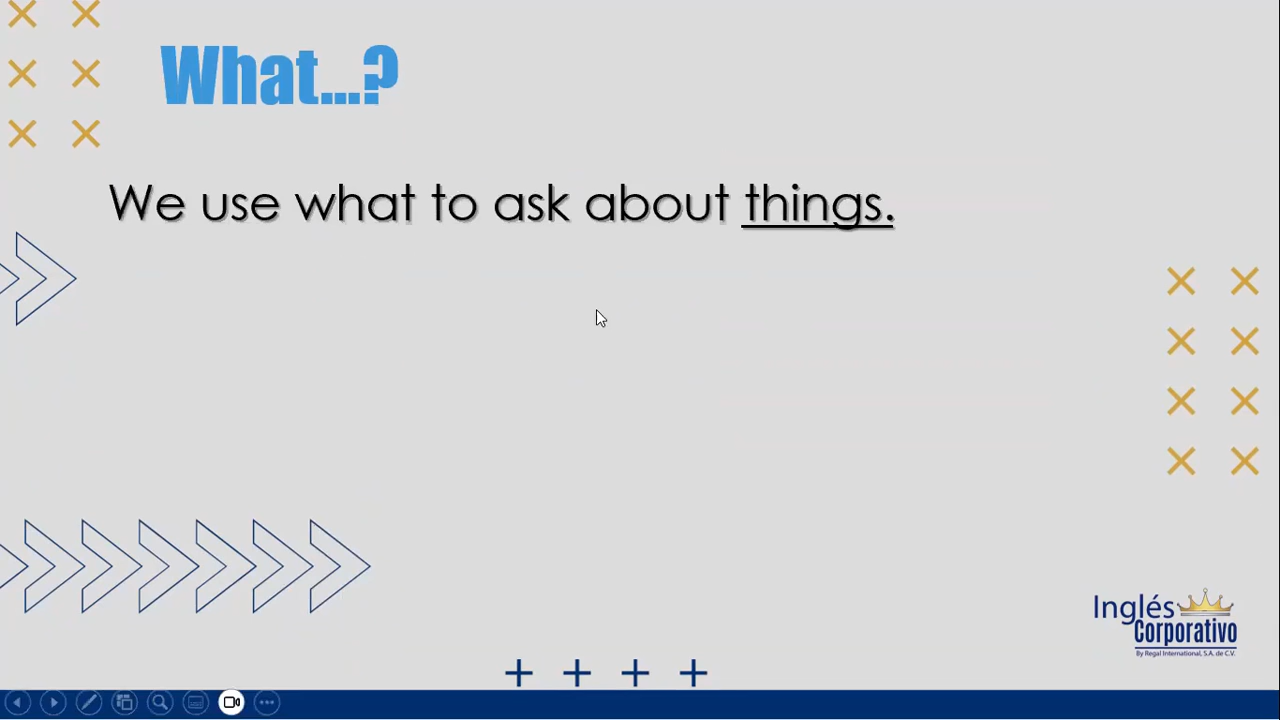 What...?
We use what to ask about things.
Inglés
Corporativo
By Regal International, S.A. de C.V.